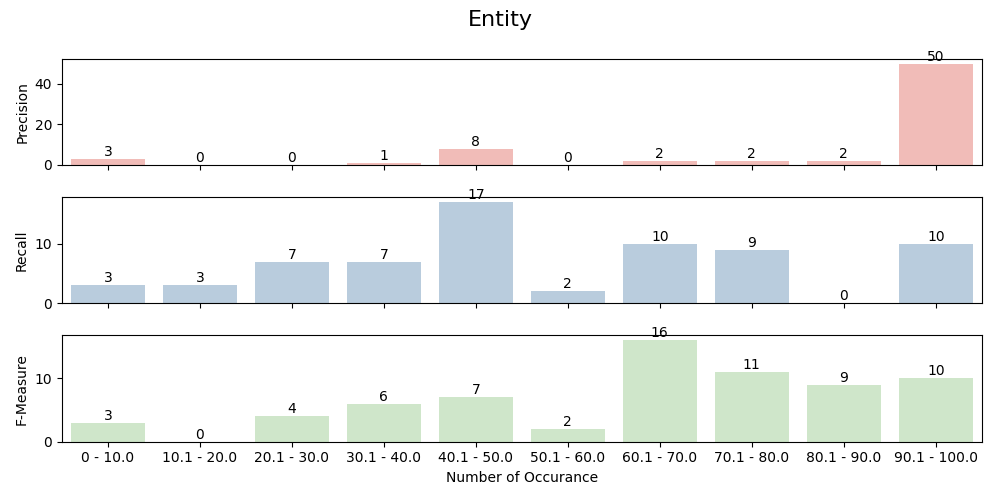 Entity
Precision
40
20
0
3
0
0
1
8
0
2
2
2
50
Recall
10
0
3
3
7
7
17
2
10
9
0
10
F-Measure
10
0
3
0
4
6
7
2
16
11
9
10
0 - 10.0
10.1 - 20.0
20.1 - 30.0
30.1 - 40.0
40.1 - 50.0
50.1 - 60.0
60.1 - 70.0
70.1 - 80.0
80.1 - 90.0
90.1 - 100.0
Number of Occurance